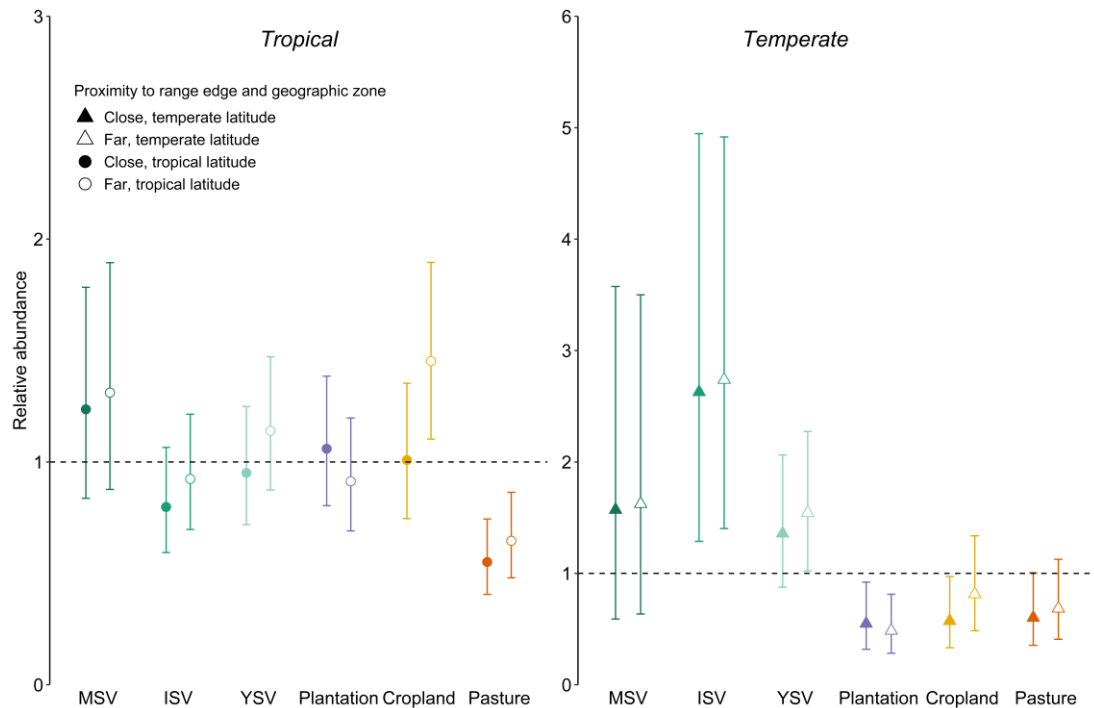 Tropical
Temperate
Proximity to range edge and geographic zone
Close, temperate latitude
Far, temperate latitude
Close, tropical latitude
Far, tropical latitude
Relative abundance
3
2
1
0
MSV ISV YSV Plantation Cropland Pasture
6
5
4
3
2
1
0
MSV ISV YSV Plantation Cropland Pasture